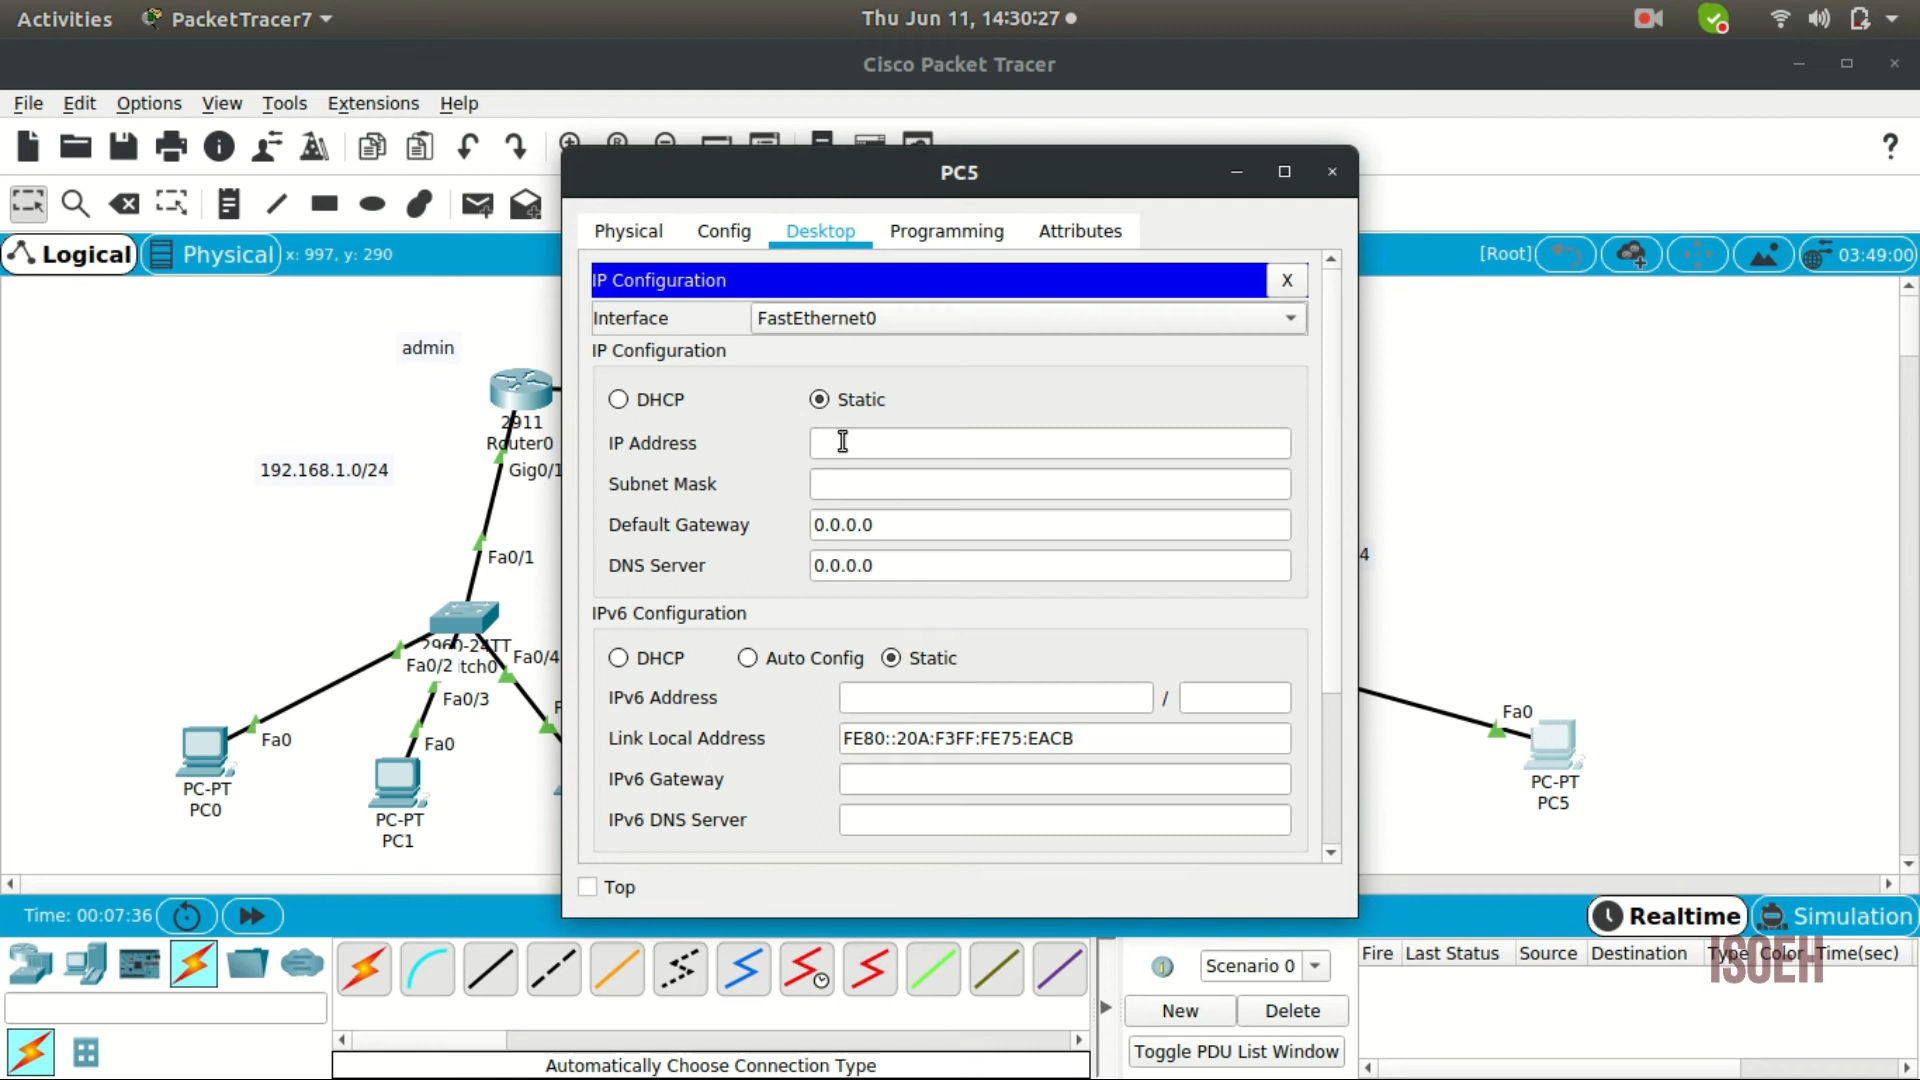 Activities PacketTracer7 Thu Jun 11, 14:30:27
Cisco Packet Tracer
File Edit Options View Tools Extensions Help
PC5
Physical Config Desktop Programming Attributes
Logical Physical x: 997, y: 290
[Root] 03:49:00
IP Configuration X
Interface FastEthernet0
IP Configuration
DHCP Static
IP Address
Subnet Mask
Default Gateway 0.0.0.0
DNS Server 0.0.0.0
IPv6 Configuration
DHCP Auto Config Static
IPv6 Address /
Link Local Address FE80::20A:F3FF:FE75:EACB
IPv6 Gateway
IPv6 DNS Server
Top
admin
2911
Router0
192.168.1.0/24
Gig0/1
Fa0/1
2960-24TT
Fa0/2 itch0 Fa0/4
Fa0/3
Fa0
Fa0
PC-PT
PC0
PC-PT
PC1
4
Fa0
PC-PT
PC5
Time: 00:07:36
Realtime Simulation
Scenario 0
New Delete
Toggle PDU List Window
Fire Last Status Source Destination Type Color Time(sec)
ISOEH
Automatically Choose Connection Type